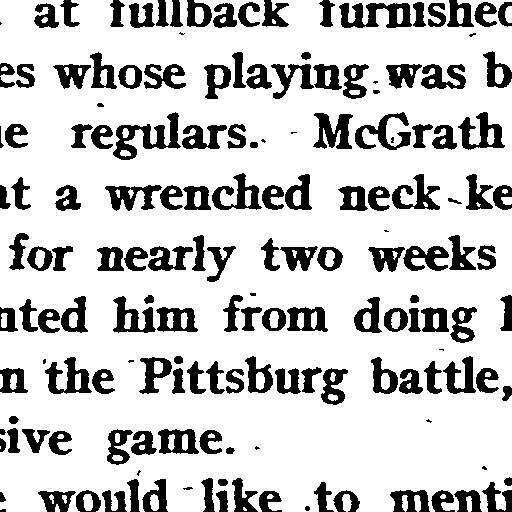 at fullback furnished
es whose playing was b
e regulars. McGrath
at a wrenched neck ke
for nearly two weeks
nted him from doing
n the Pittsburg battle,
sive game.
would like to menti